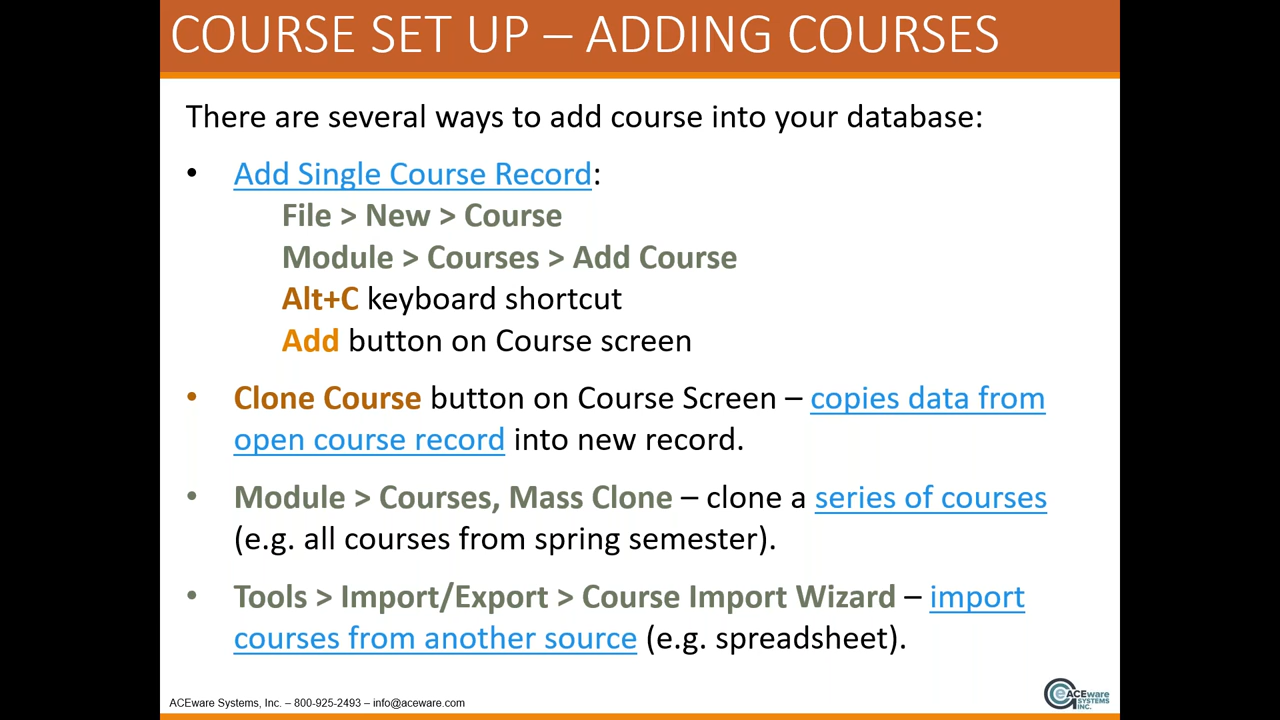 COURSE SET UP – ADDING COURSES
There are several ways to add course into your database:
• Add Single Course Record:
File > New > Course
Module > Courses > Add Course
Alt+C keyboard shortcut
Add button on Course screen
• Clone Course button on Course Screen – copies data from
open course record into new record.
• Module > Courses, Mass Clone – clone a series of courses
(e.g. all courses from spring semester).
• Tools > Import/Export > Course Import Wizard – import
courses from another source (e.g. spreadsheet).
ACEware Systems, Inc. – 800-925-2493 – info@aceware.com
ACEware
SYSTEMS
INC.